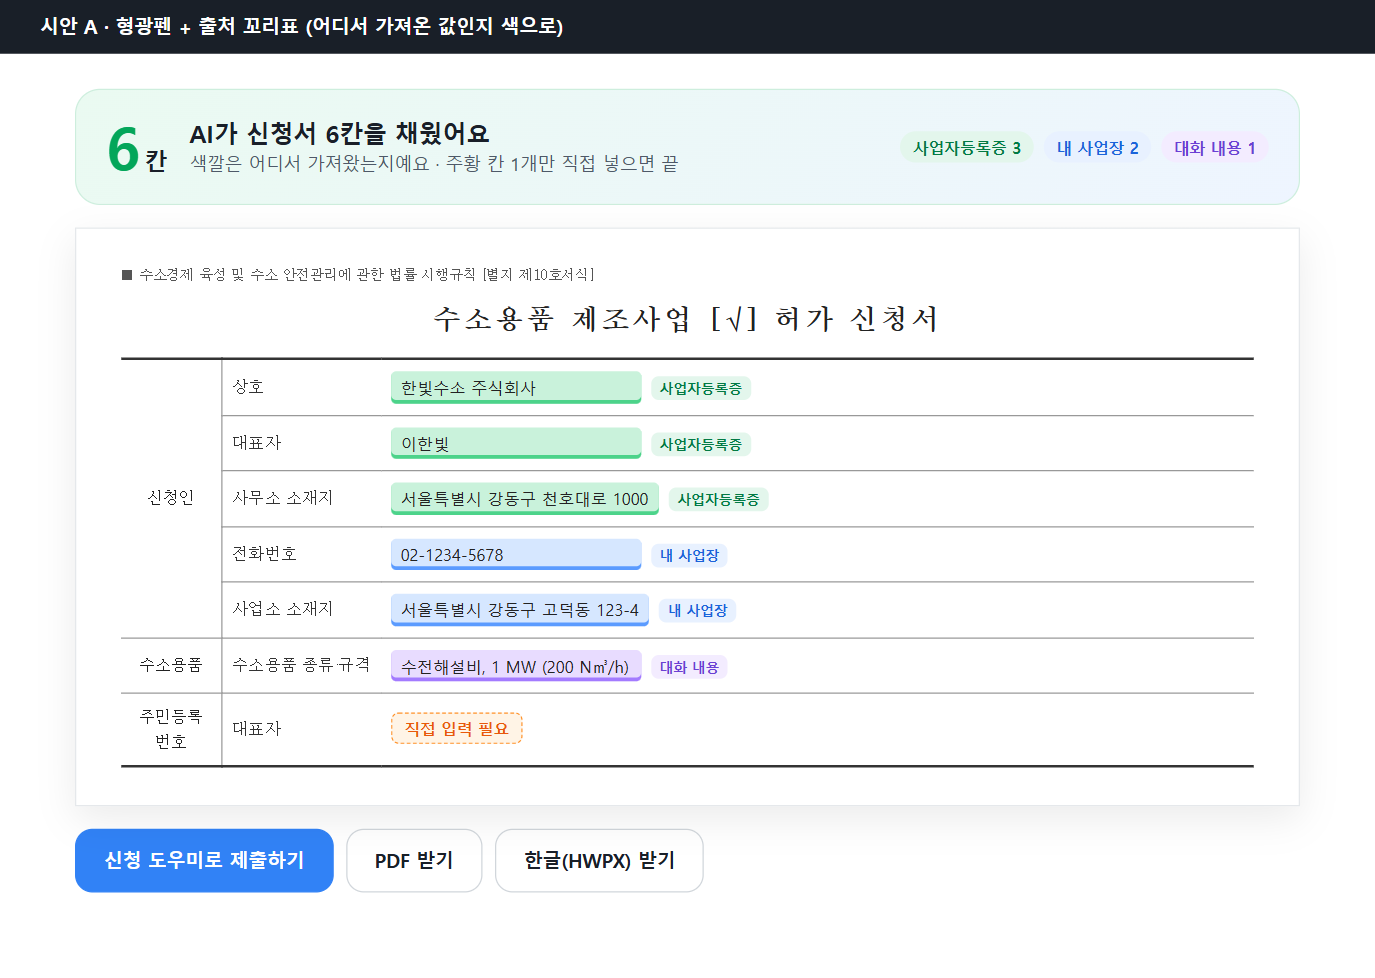 시안 A · 형광펜 + 출처 꼬리표 (어디서 가져온 값인지 색으로)
6 칸
AI가 신청서 6칸을 채웠어요
색깔은 어디서 가져왔는지예요 · 주황 칸 1개만 직접 넣으면 끝
사업자등록증 3 내 사업장 2 대화 내용 1
■ 수소경제 육성 및 수소 안전관리에 관한 법률 시행규칙 [별지 제10호서식]
수소용품 제조사업 [√] 허가 신청서
신청인
상호 한빛수소 주식회사 사업자등록증
대표자 이한빛 사업자등록증
사무소 소재지 서울특별시 강동구 천호대로 1000 사업자등록증
전화번호 02-1234-5678 내 사업장
사업소 소재지 서울특별시 강동구 고덕동 123-4 내 사업장
수소용품 수소용품 종류·규격 수전해설비, 1 MW (200 N㎥/h) 대화 내용
주민등록
번호
대표자 직접 입력 필요
신청 도우미로 제출하기 PDF 받기 한글(HWPX) 받기